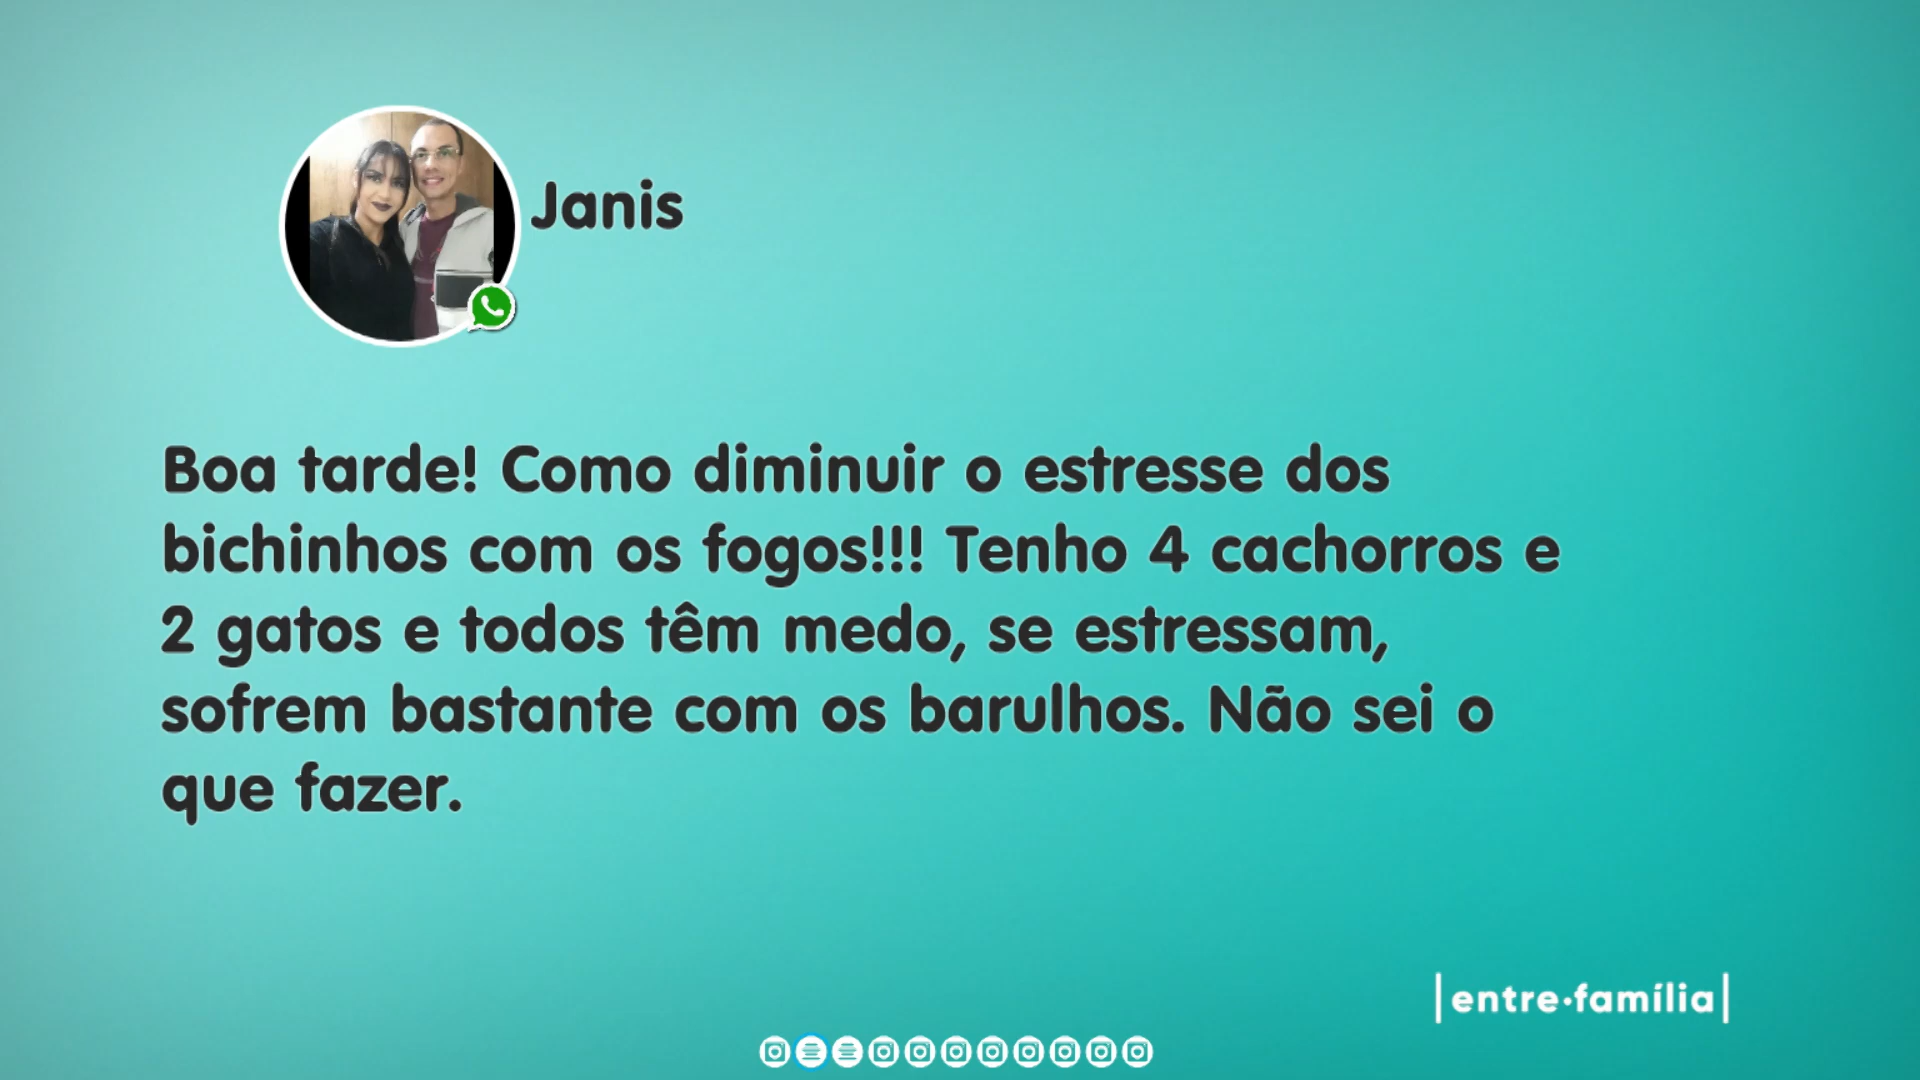 Janis
Boa tarde! Como diminuir o estresse dos
bichinhos com os fogos!!! Tenho 4 cachorros e
2 gatos e todos têm medo, se estressam,
sofrem bastante com os barulhos. Não sei o
que fazer.
|entre•família|